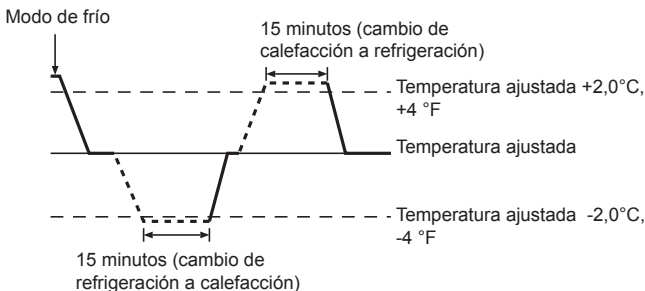 Modo de frío
15 minutos (cambio de
calefacción a refrigeración)
Temperatura ajustada +2,0°C,
+4 °F
Temperatura ajustada
Temperatura ajustada -2,0°C,
-4 °F
15 minutos (cambio de
refrigeración a calefacción)